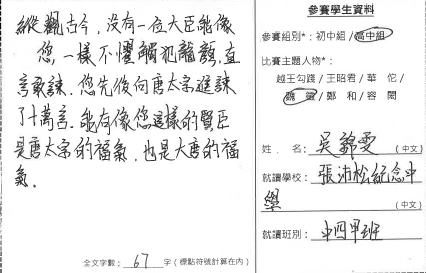 縱觀古今，沒有一位大臣能像
您，一樣不懼觸犯龍顏，直
言敢諫。您先後向唐太宗進諫
了十萬言。能有像您這樣的賢臣
是唐太宗的福氣，也是大唐的福
氣。
全文字數：67字（標點符號計算在內）
參賽學生資料
參賽組別*：初中組／高中組
比賽主題人物*：
越王勾踐／王昭君／華　佗／
魏　徵／鄭　和／容　閎
姓　名：吳錦雯（中文）
就讀學校：張沛松紀念中
學（中文）
就讀班別：中四甲班